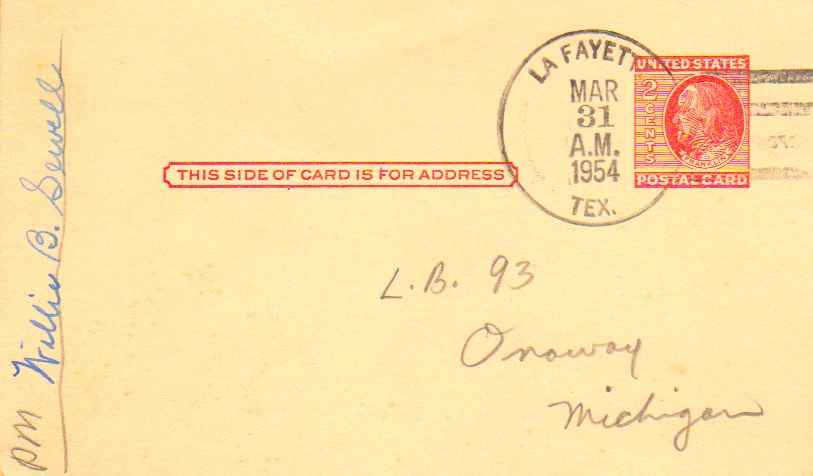 LA FAYETT
MAR
31
A.M.
1954
TEX.
UNITED STATES
2
CENTS
FRANKLIN
POSTAL CARD
THIS SIDE OF CARD IS FOR ADDRESS
L.B. 93
Onaway
Michigan
PM Willie B. Sewell